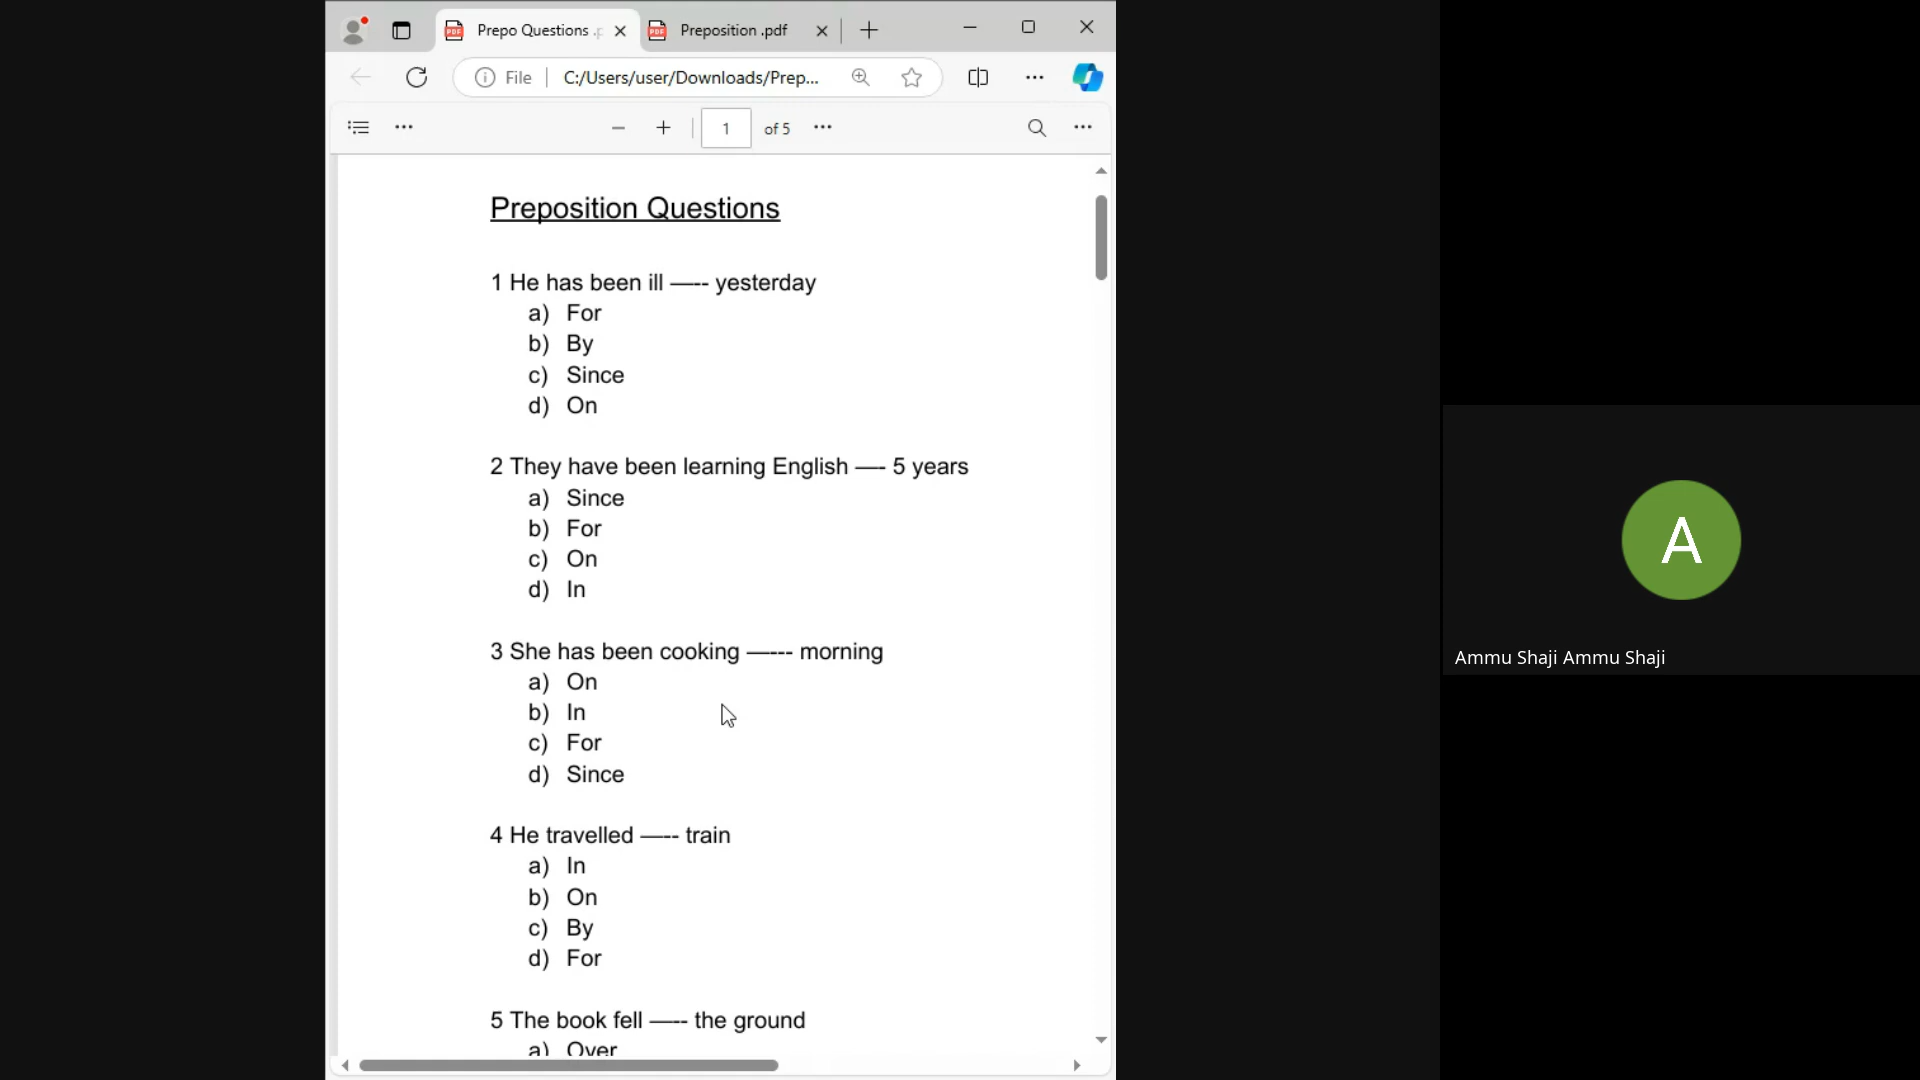 Prepo Questions .p
Preposition .pdf
File
C:/Users/user/Downloads/Prep...
1 of 5
Preposition Questions
1 He has been ill —-- yesterday
a) For
b) By
c) Since
d) On
2 They have been learning English —- 5 years
a) Since
b) For
c) On
d) In
3 She has been cooking —--- morning
a) On
b) In
c) For
d) Since
4 He travelled —-- train
a) In
b) On
c) By
d) For
5 The book fell —-- the ground
a) Over
A
Ammu Shaji Ammu Shaji